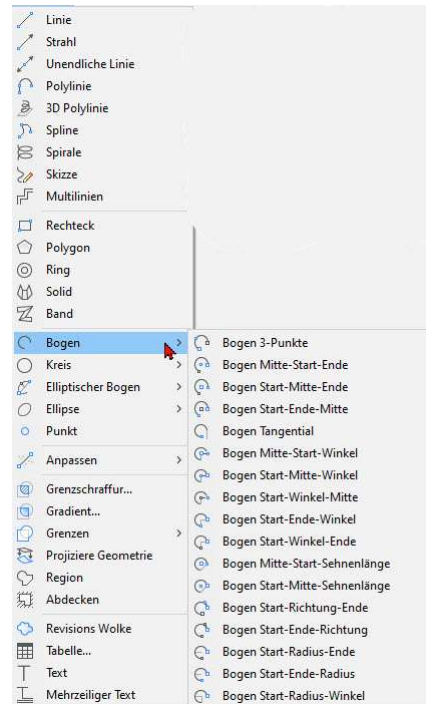 Linie
Strahl
Unendliche Linie
Polylinie
3D Polylinie
Spline
Spirale
Skizze
Multilinien
Rechteck
Polygon
Ring
Solid
Band
Bogen
Kreis
Elliptischer Bogen
Ellipse
Punkt
Anpassen
Grenzschraffur...
Gradient...
Grenzen
Projiziere Geometrie
Region
Abdecken
Revisions Wolke
Tabelle...
Text
Mehrzeiliger Text
Bogen 3-Punkte
Bogen Mitte-Start-Ende
Bogen Start-Mitte-Ende
Bogen Start-Ende-Mitte
Bogen Tangential
Bogen Mitte-Start-Winkel
Bogen Start-Mitte-Winkel
Bogen Start-Winkel-Mitte
Bogen Start-Ende-Winkel
Bogen Start-Winkel-Ende
Bogen Mitte-Start-Sehnenlänge
Bogen Start-Mitte-Sehnenlänge
Bogen Start-Richtung-Ende
Bogen Start-Ende-Richtung
Bogen Start-Radius-Ende
Bogen Start-Ende-Radius
Bogen Start-Radius-Winkel